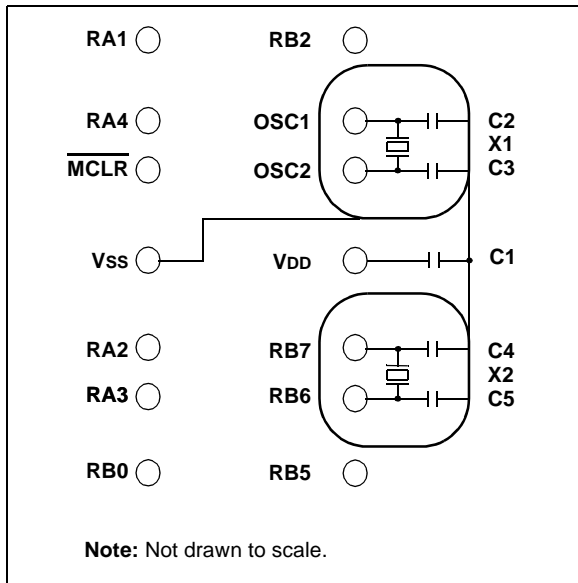 RA1 RB2
RA4 OSC1 C2
X1
MCLR OSC2 C3
VSS VDD C1
RA2 RB7 C4
X2
RA3 RB6 C5
RB0 RB5
Note: Not drawn to scale.